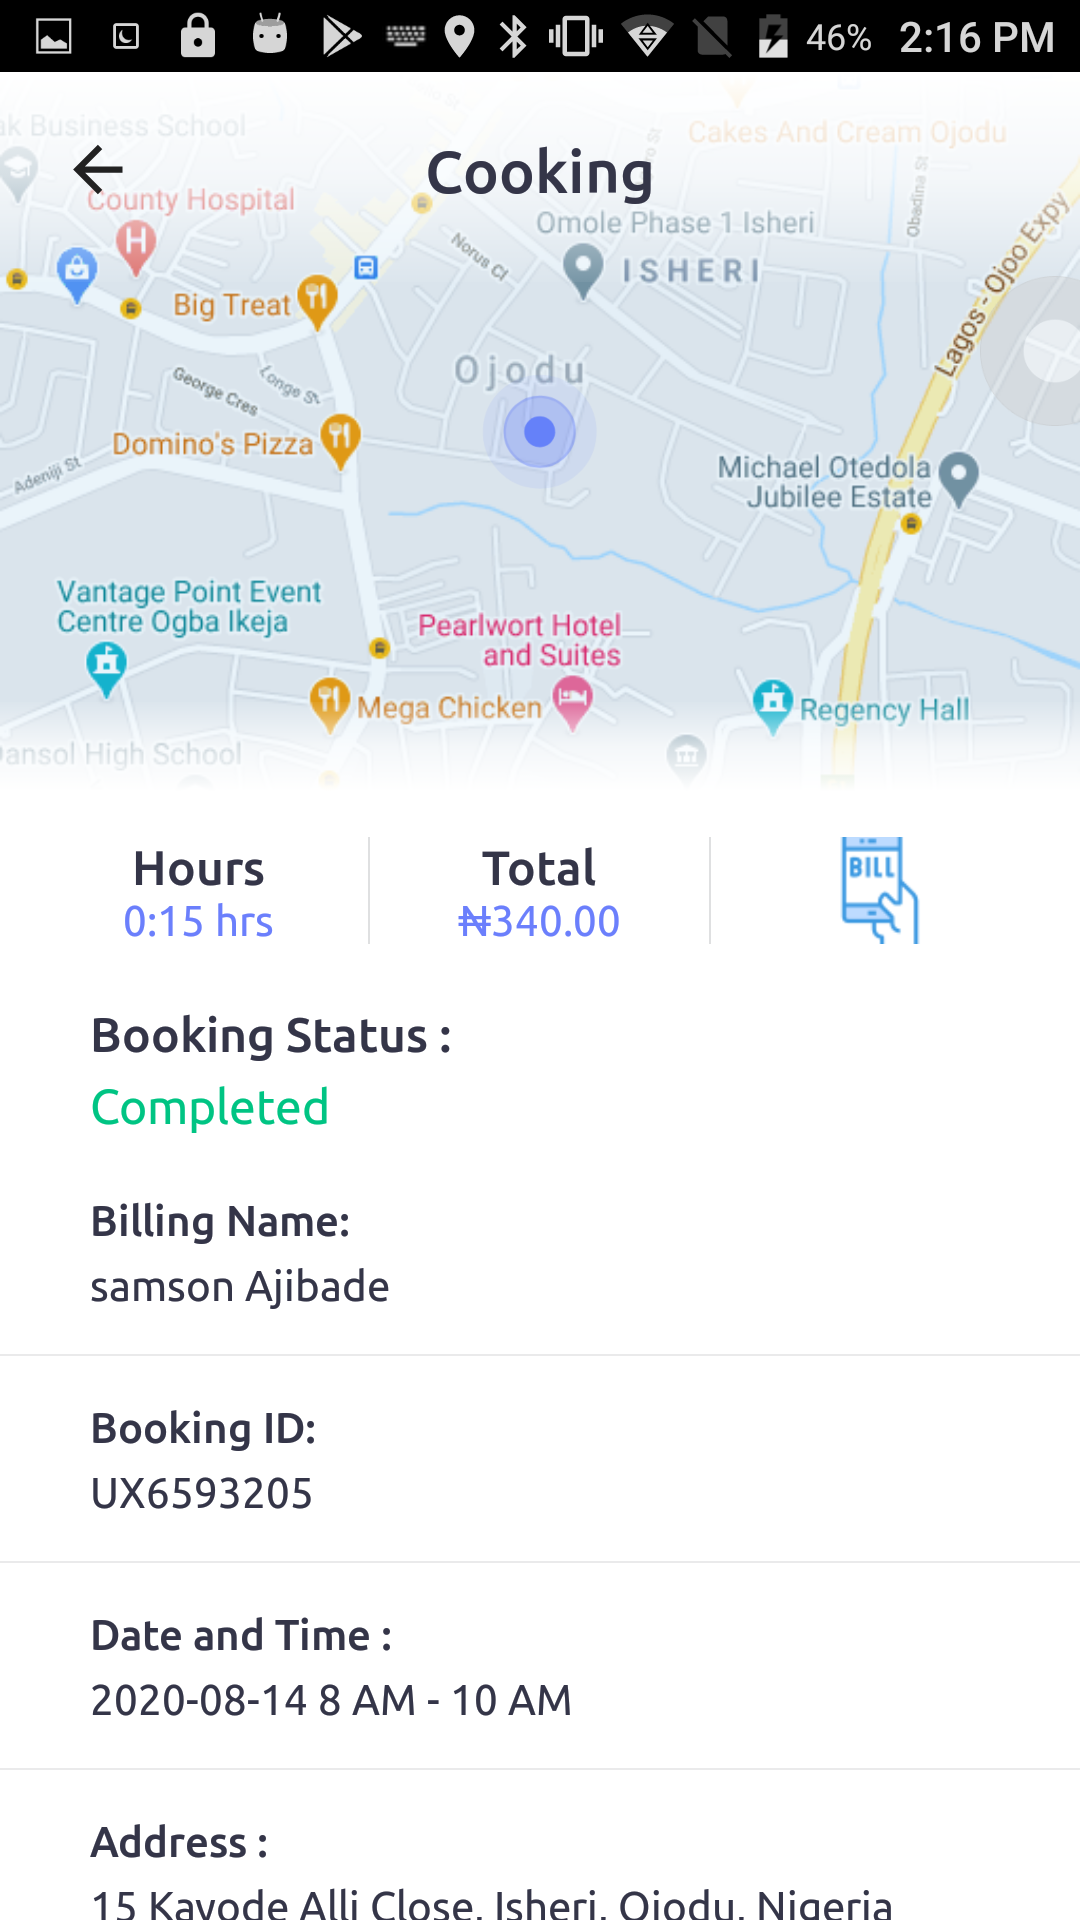 46% 2:16 PM
ak Business School
Cakes And Cream Ojodu
Cooking
County Hospital
Obadina St
Omole Phase 1 Isheri
Norus Cl
ISHERI
Lagos - Ojoo Expy
Big Treat
Ojodu
George Cres
Longe St
Domino's Pizza
Adeniji St
Michael Otedola
Jubilee Estate
Vantage Point Event
Centre Ogba Ikeja
Pearlwort Hotel
and Suites
Mega Chicken
Regency Hall
Dansol High School
Hours
0:15 hrs
Total
₦340.00
BILL
Booking Status :
Completed
Billing Name:
samson Ajibade
Booking ID:
UX6593205
Date and Time :
2020-08-14 8 AM - 10 AM
Address :
15 Kayode Alli Close, Isheri, Ojodu, Nigeria